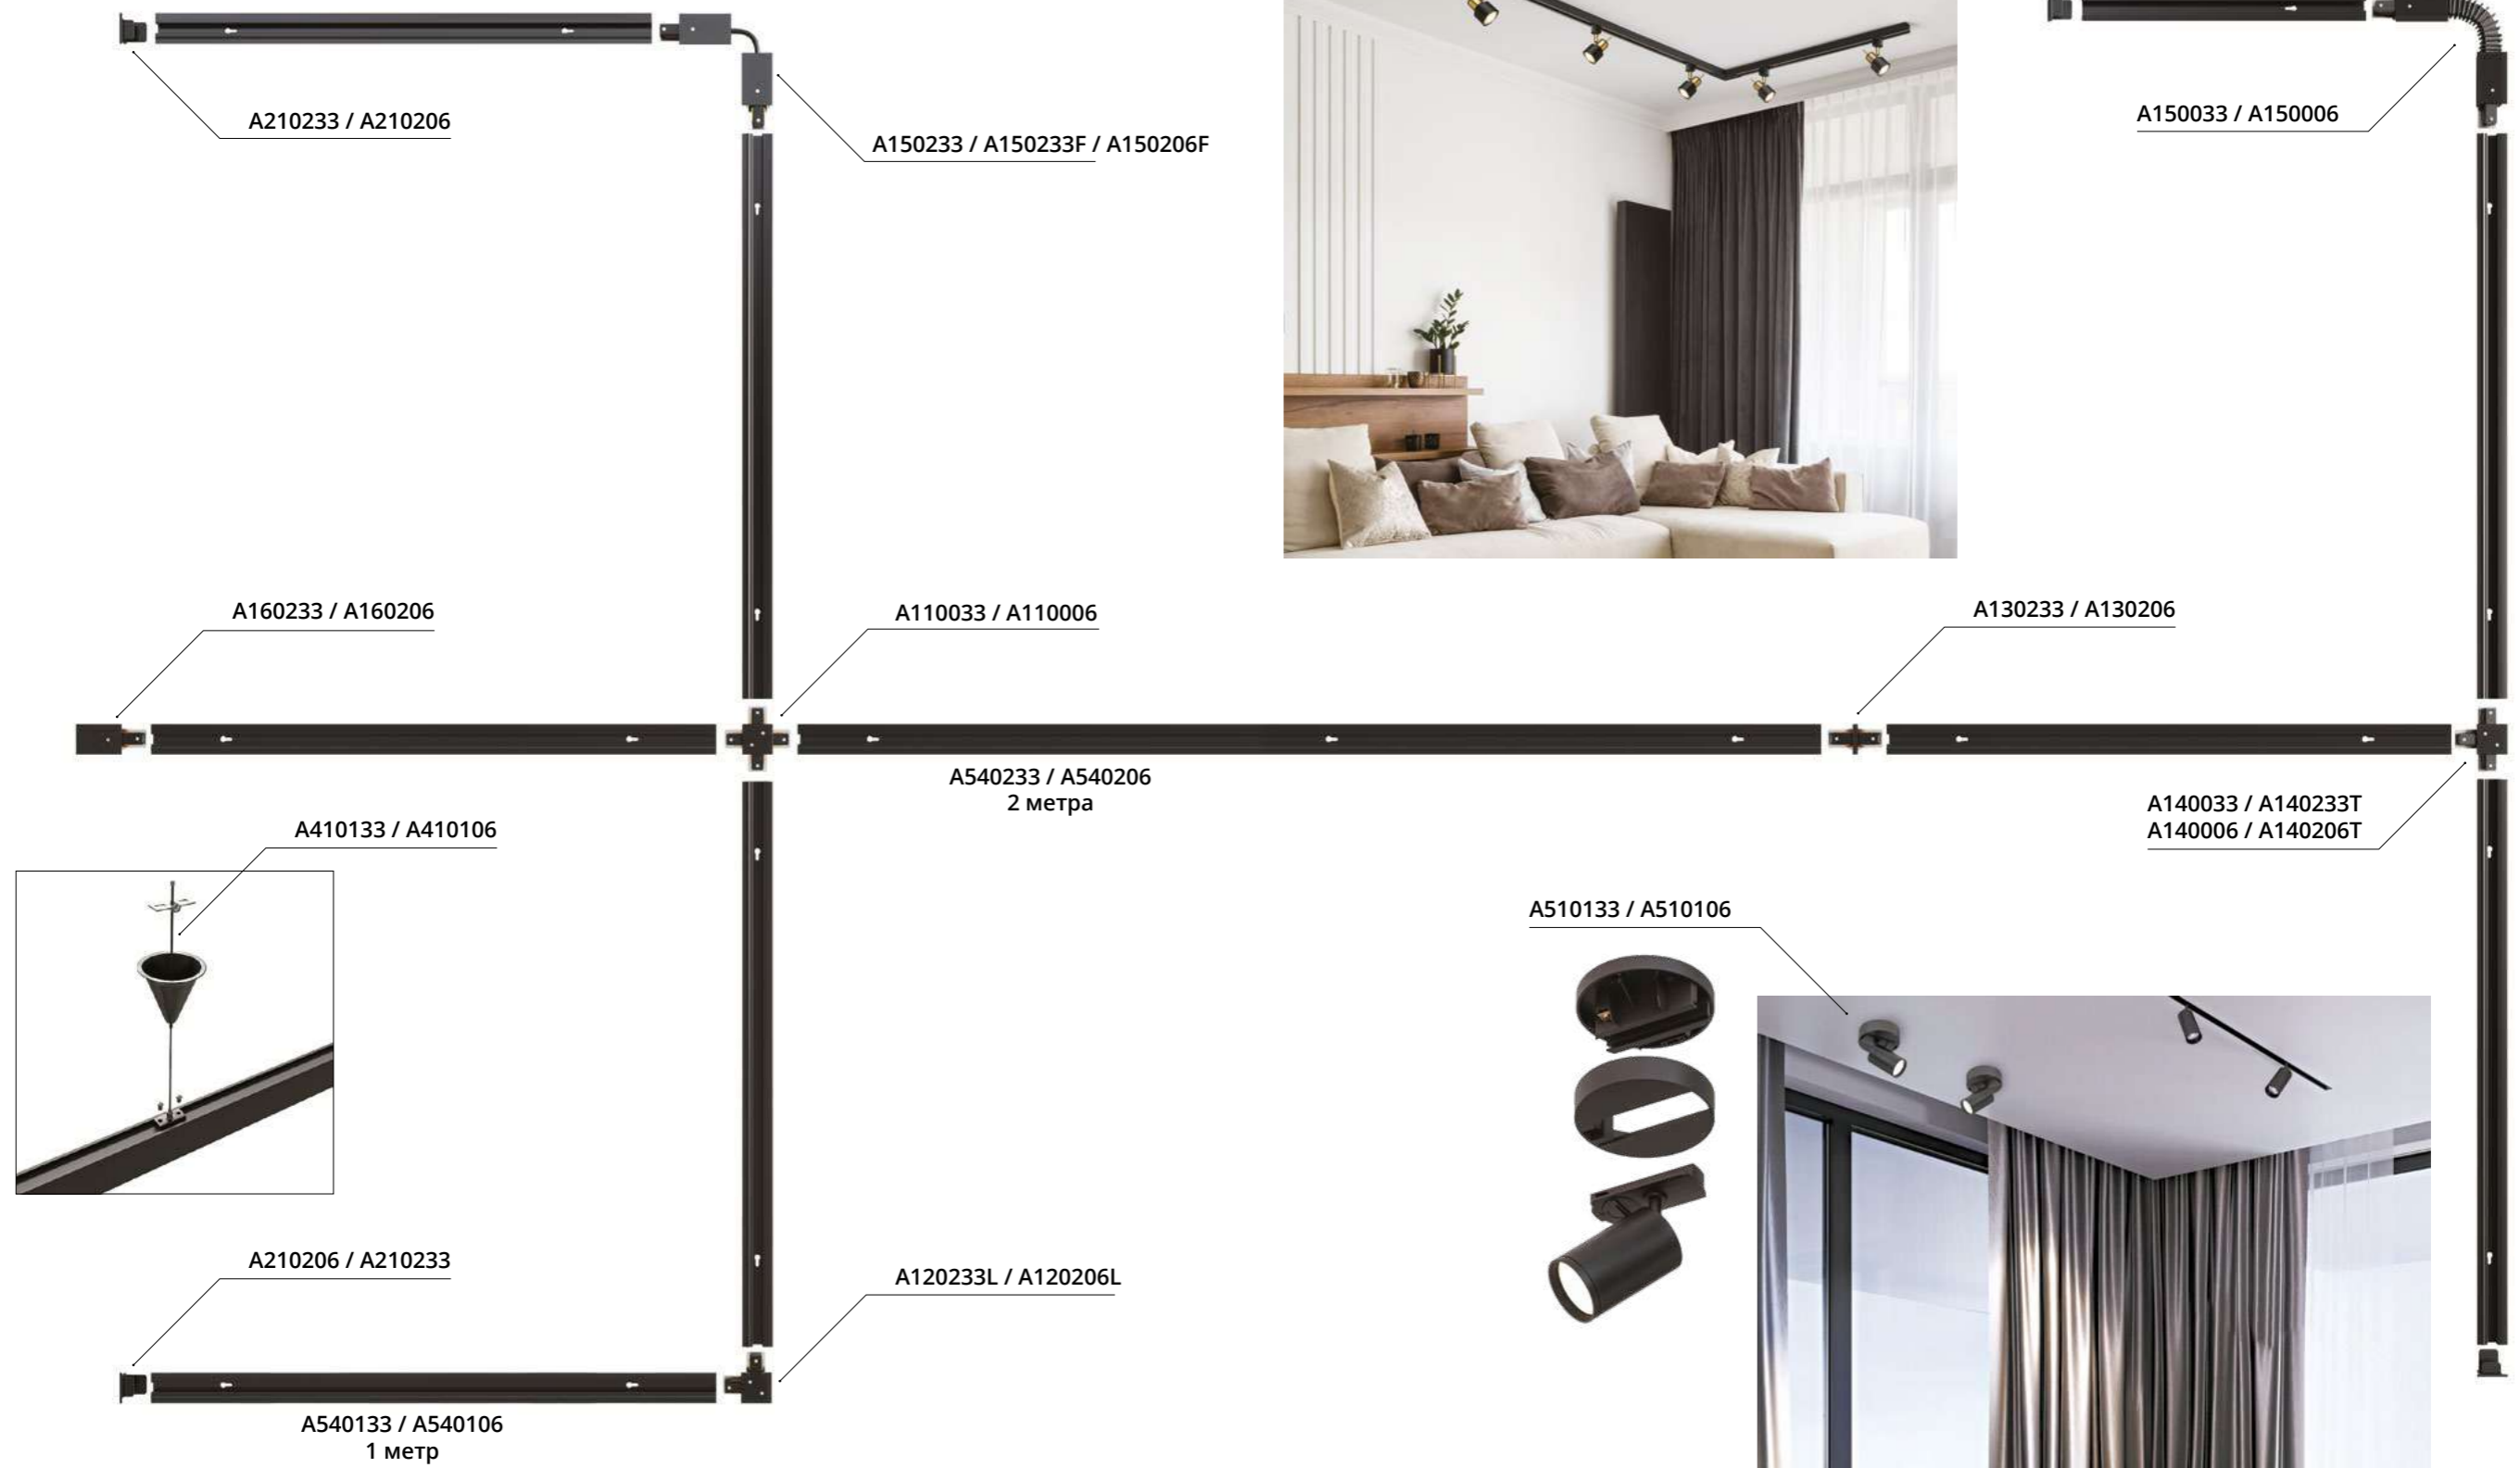 A210233 / A210206
A150233 / A150233F / A150206F
A150033 / A150006
A160233 / A160206
A110033 / A110006
A130233 / A130206
A540233 / A540206
2 метра
A140033 / A140233T
A140006 / A140206T
A410133 / A410106
A510133 / A510106
A210206 / A210233
A120233L / A120206L
A540133 / A540106
1 метр